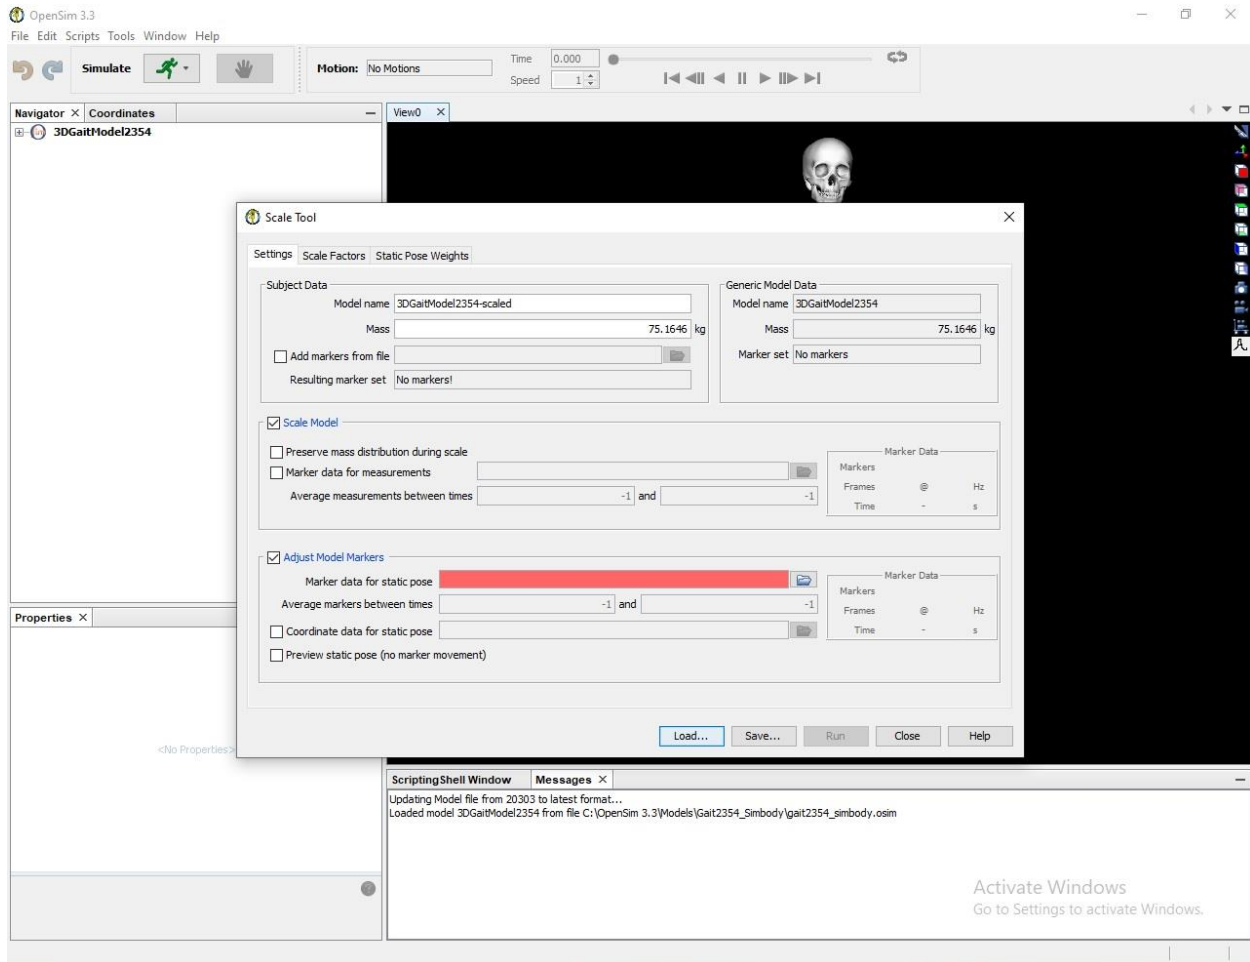 OpenSim 3.3
File Edit Scripts Tools Window Help
Simulate
Motion: No Motions
Time 0.000
Speed 1
Navigator × Coordinates
View0 ×
3DGaitModel2354
Scale Tool
Settings Scale Factors Static Pose Weights
Subject Data
Model name 3DGaitModel2354-scaled
Mass 75.1646 kg
Add markers from file
Resulting marker set No markers!
Generic Model Data
Model name 3DGaitModel2354
Mass 75.1646 kg
Marker set No markers
Scale Model
Preserve mass distribution during scale
Marker data for measurements
Average measurements between times -1 and -1
Marker Data
Markers
Frames @ Hz
Time - s
Adjust Model Markers
Marker data for static pose
Average markers between times -1 and -1
Coordinate data for static pose
Preview static pose (no marker movement)
Marker Data
Markers
Frames @ Hz
Time - s
Load... Save... Run Close Help
Properties ×
<No Properties>
ScriptingShell Window Messages ×
Updating Model file from 20303 to latest format...
Loaded model 3DGaitModel2354 from file C:\OpenSim 3.3\Models\Gait2354_Simbody\gait2354_simbody.osim
Activate Windows
Go to Settings to activate Windows.